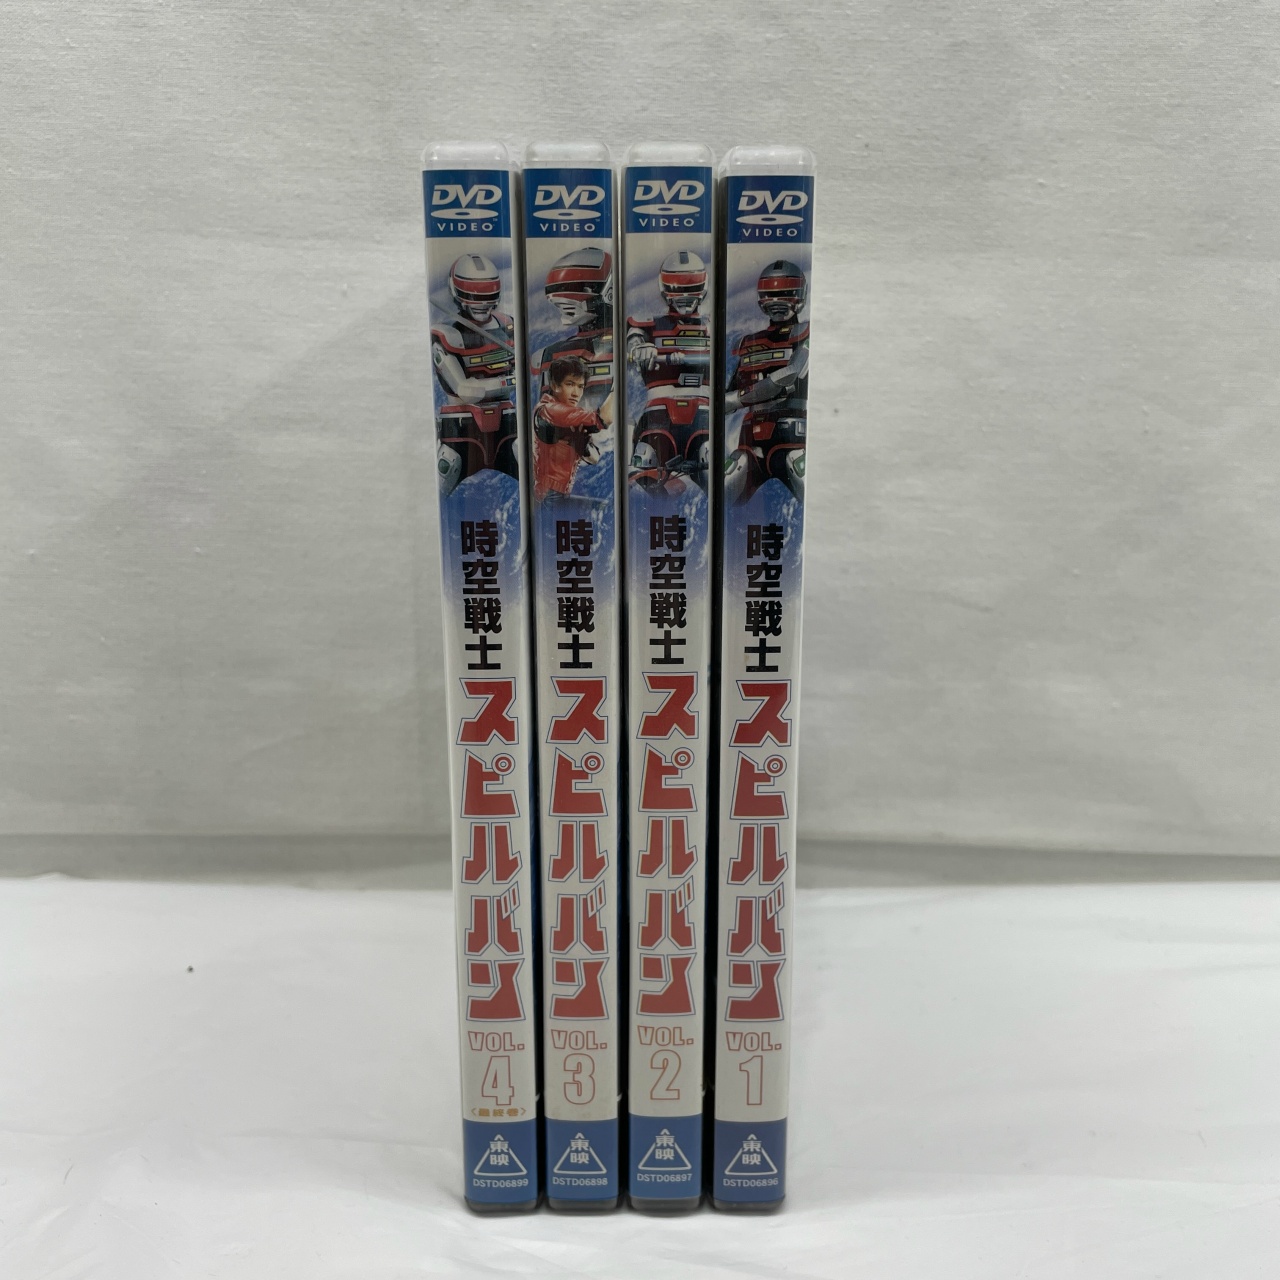 DVD
VIDEO
時空戦士
スピルバン
VOL.
4
〈最終巻〉
東映
DSTD06899
DVD
VIDEO
時空戦士
スピルバン
VOL.
3
東映
DSTD06898
DVD
VIDEO
時空戦士
スピルバン
VOL.
2
東映
DSTD06897
DVD
VIDEO
時空戦士
スピルバン
VOL.
1
東映
DSTD06896